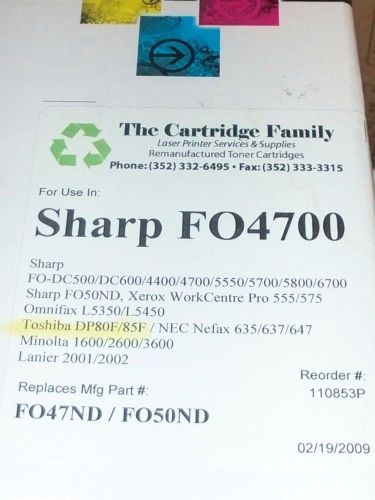 The Cartridge Family
Laser Printer Services & Supplies
Remanufactured Toner Cartridges
Phone: (352) 332-6495 • Fax: (352) 333-3315
For Use In:
Sharp FO4700
Sharp
FO-DC500/DC600/4400/4700/5550/5700/5800/6700
Sharp FO50ND, Xerox WorkCentre Pro 555/575
Omnifax L5350/L5450
Toshiba DP80F/85F / NEC Nefax 635/637/647
Minolta 1600/2600/3600
Lanier 2001/2002
Reorder #:
Replaces Mfg Part #:
110853P
FO47ND / FO50ND
02/19/2009